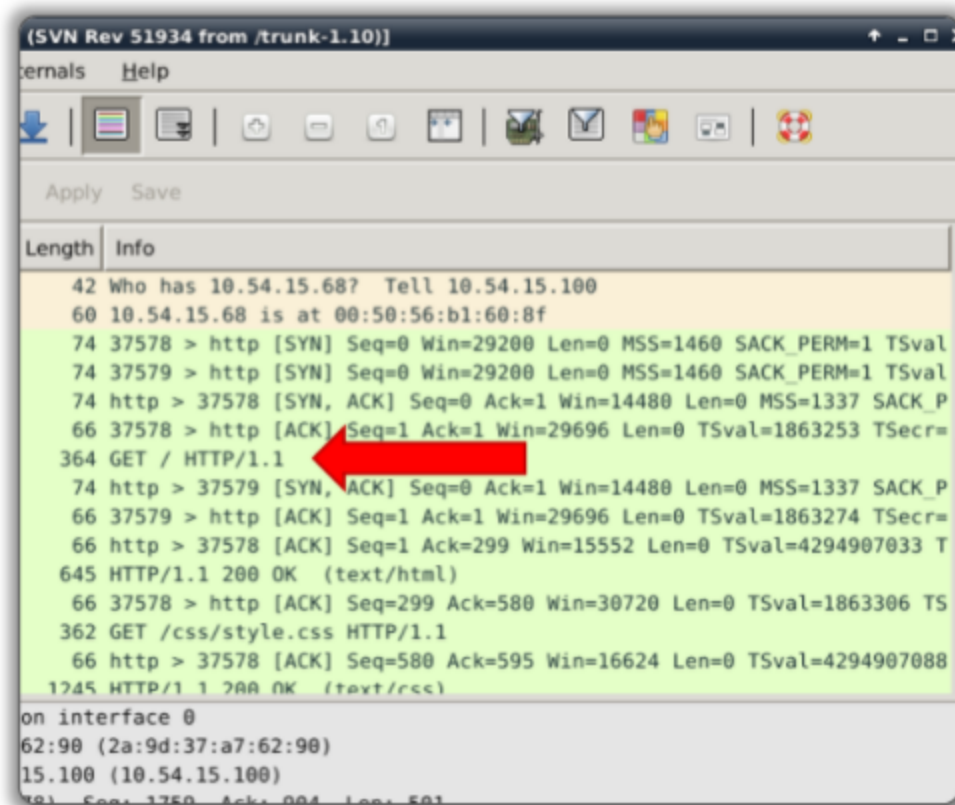 (SVN Rev 51934 from /trunk-1.10)]
ternals Help
Apply Save
Length Info
42 Who has 10.54.15.68? Tell 10.54.15.100
60 10.54.15.68 is at 00:50:56:b1:60:8f
74 37578 > http [SYN] Seq=0 Win=29200 Len=0 MSS=1460 SACK_PERM=1 TSval
74 37579 > http [SYN] Seq=0 Win=29200 Len=0 MSS=1460 SACK_PERM=1 TSval
74 http > 37578 [SYN, ACK] Seq=0 Ack=1 Win=14480 Len=0 MSS=1337 SACK_P
66 37578 > http [ACK] Seq=1 Ack=1 Win=29696 Len=0 TSval=1863253 TSecr=
364 GET / HTTP/1.1
74 http > 37579 [SYN, ACK] Seq=0 Ack=1 Win=14480 Len=0 MSS=1337 SACK_P
66 37579 > http [ACK] Seq=1 Ack=1 Win=29696 Len=0 TSval=1863274 TSecr=
66 http > 37578 [ACK] Seq=1 Ack=299 Win=15552 Len=0 TSval=4294907033 T
645 HTTP/1.1 200 OK (text/html)
66 37578 > http [ACK] Seq=299 Ack=580 Win=30720 Len=0 TSval=1863306 TS
362 GET /css/style.css HTTP/1.1
66 http > 37578 [ACK] Seq=580 Ack=595 Win=16624 Len=0 TSval=4294907088
1245 HTTP/1.1 200 OK (text/css)
on interface 0
62:90 (2a:9d:37:a7:62:90)
15.100 (10.54.15.100)
78), Seq: 1759, Ack: 904, Len: 501